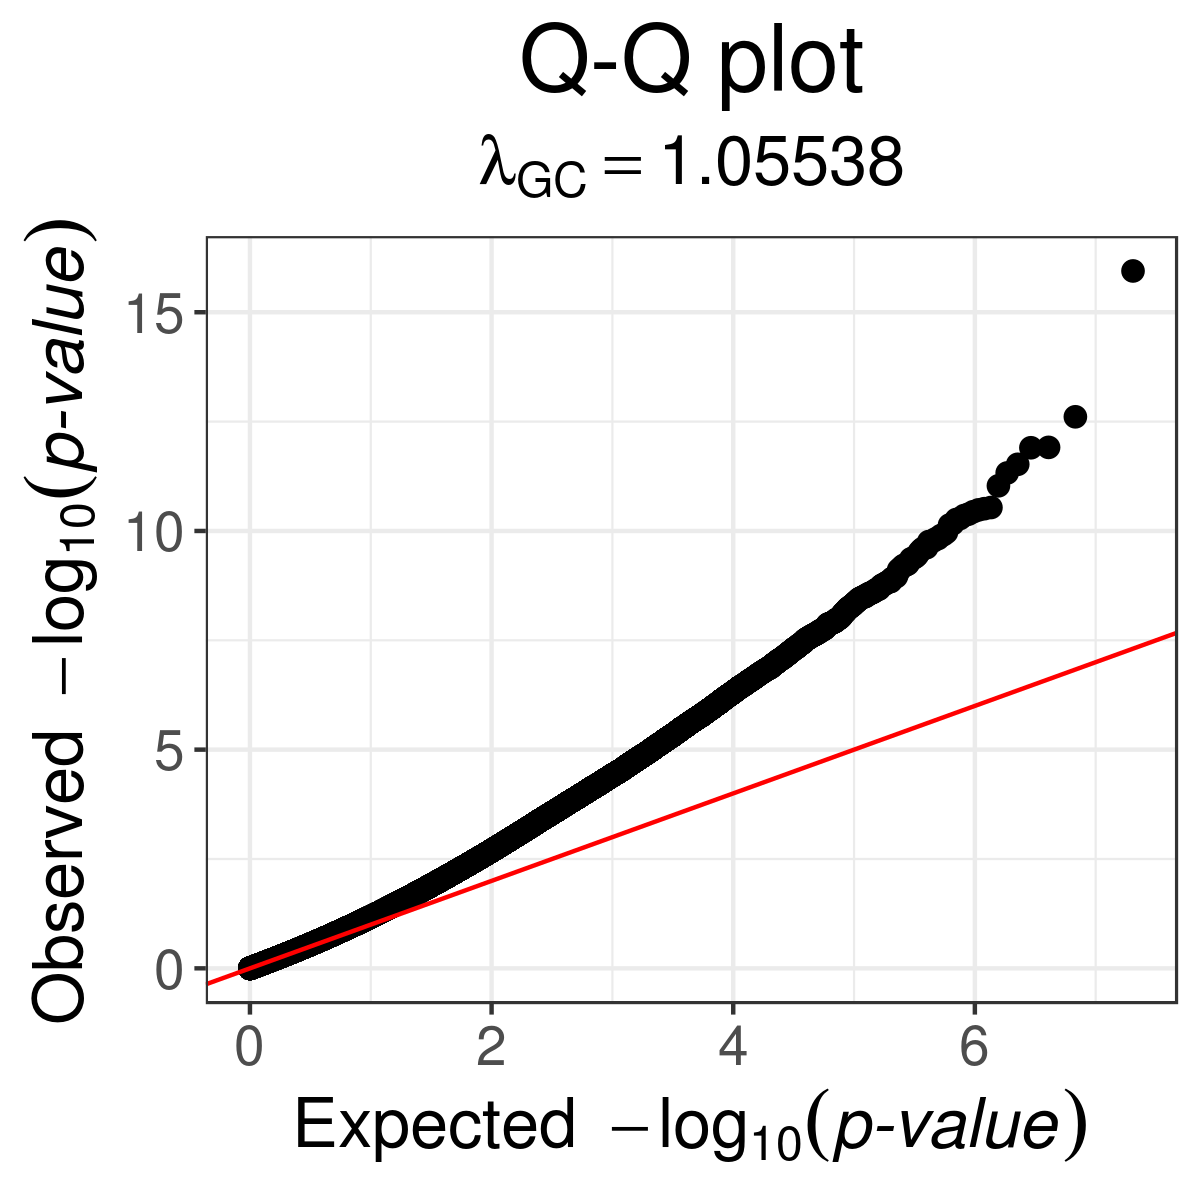 Q-Q plot
λGC = 1.05538
Observed −log10(p-value)
15
10
5
0
0 2 4 6
Expected −log10(p-value)